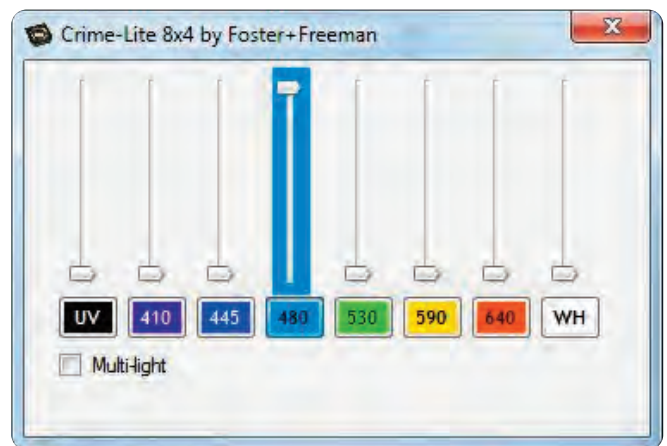 Crime-Lite 8x4 by Foster+Freeman
UV 410 445 480 530 590 640 WH
Multi-light